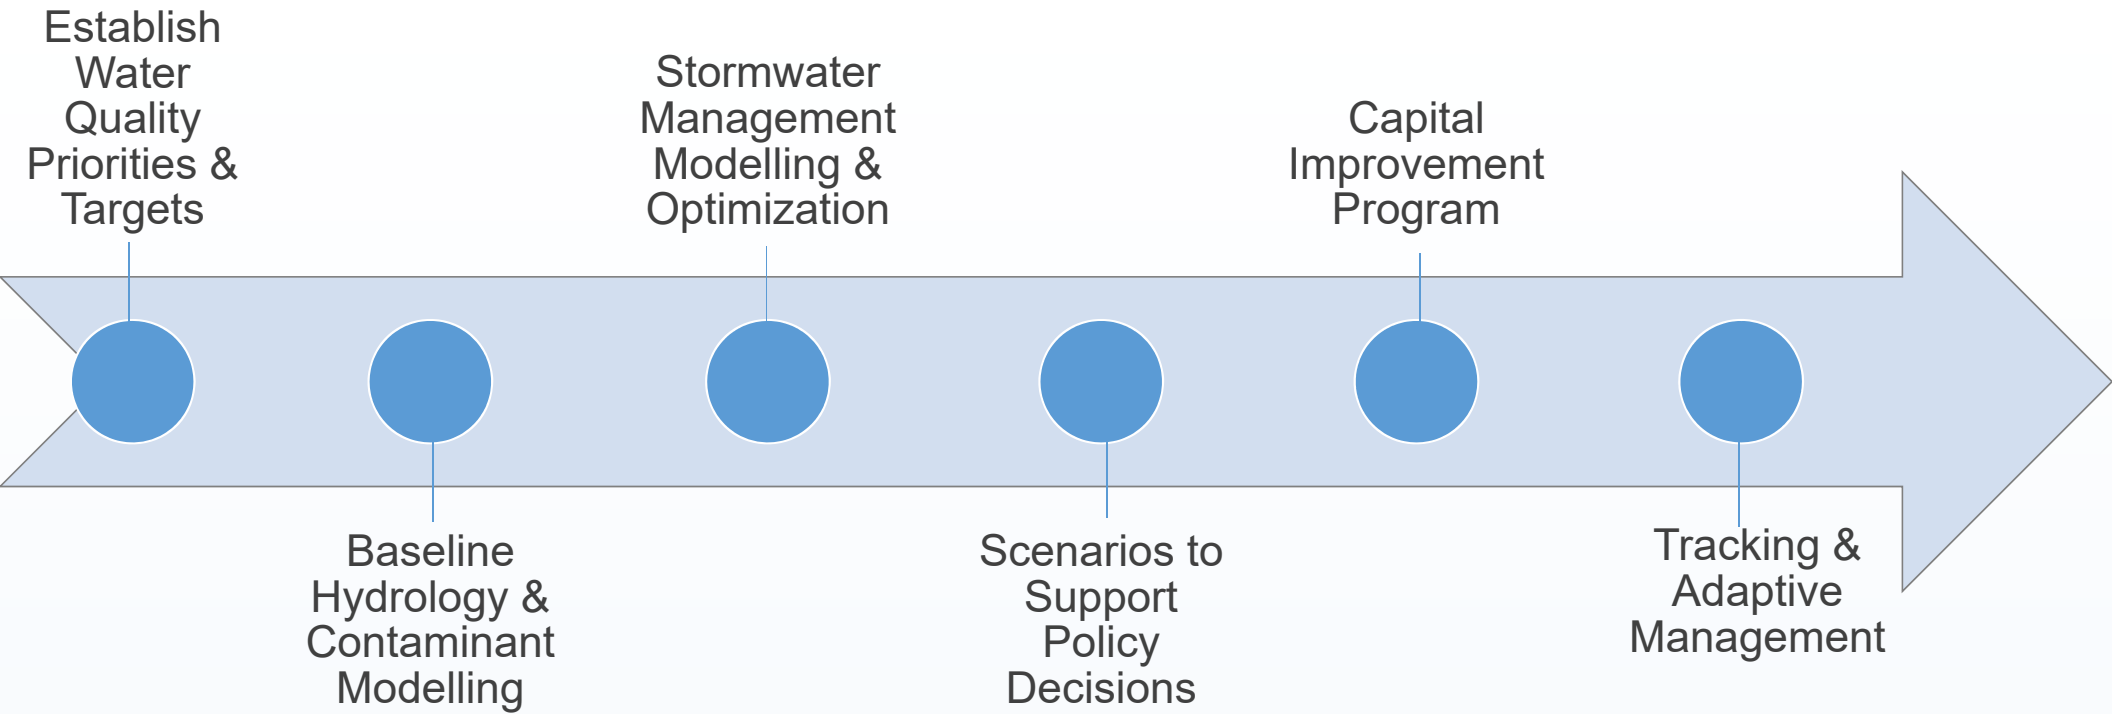 Establish
Water
Quality
Priorities &
Targets
Baseline
Hydrology &
Contaminant
Modelling
Stormwater
Management
Modelling &
Optimization
Scenarios to
Support
Policy
Decisions
Capital
Improvement
Program
Tracking &
Adaptive
Management